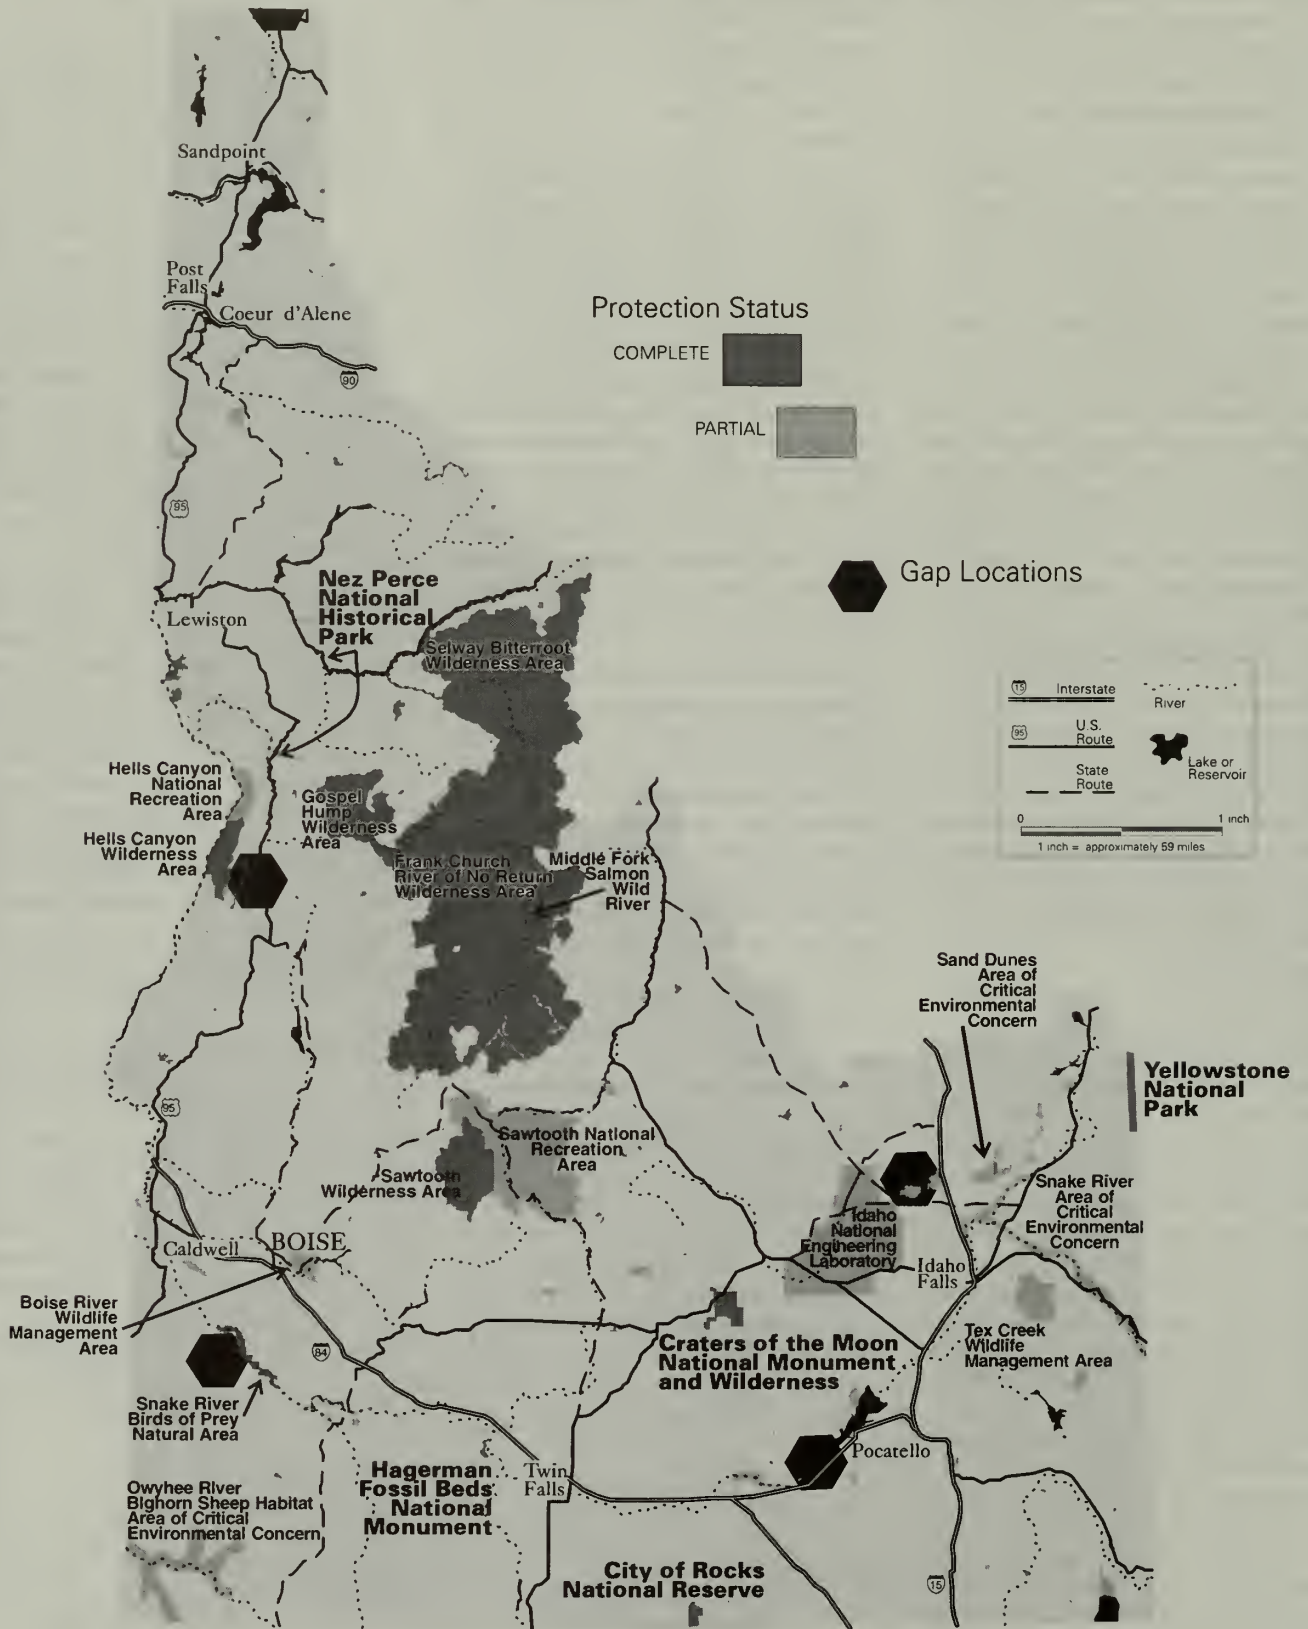 Sandpoint
Post
Falls
Coeur d'Alene
90
Protection Status
COMPLETE
PARTIAL
95
Gap Locations
Nez Perce
National
Historical
Park
Lewiston
Selway Bitterroot
Wilderness Area
15
Interstate
River
95
U.S.
Route
Lake or
Reservoir
State
Route
0
1 inch
1 inch = approximately 59 miles
Hells Canyon
National
Recreation
Area
Gospel
Hump
Wilderness
Area
Hells Canyon
Wilderness
Area
Frank Church
River of No Return
Wilderness Area
Middle Fork
Salmon
Wild
River
Sand Dunes
Area of
Critical
Environmental
Concern
Yellowstone
National
Park
95
Sawtooth National
Recreation
Area
Sawtooth
Wilderness Area
Snake River
Area of
Critical
Environmental
Concern
Idaho
National
Engineering
Laboratory
Caldwell
BOISE
Idaho
Falls
Boise River
Wildlife
Management
Area
84
Craters of the Moon
National Monument
and Wilderness
Tex Creek
Wildlife
Management Area
Snake River
Birds of Prey
Natural Area
Pocatello
Hagerman
Fossil Beds
National
Monument
Twin
Falls
Owyhee River
Bighorn Sheep Habitat
Area of Critical
Environmental Concern
City of Rocks
National Reserve
15